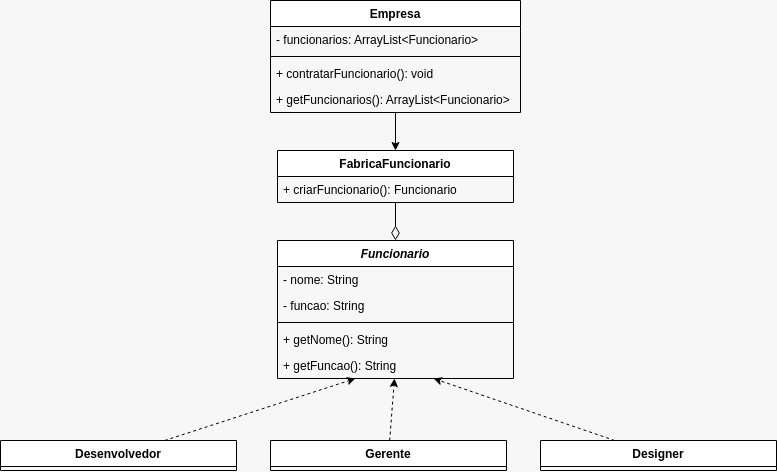 Empresa
- funcionarios: ArrayList<Funcionario>
+ contratarFuncionario(): void
+ getFuncionarios(): ArrayList<Funcionario>
FabricaFuncionario
+ criarFuncionario(): Funcionario
Funcionario
- nome: String
- funcao: String
+ getNome(): String
+ getFuncao(): String
Desenvolvedor
Gerente
Designer